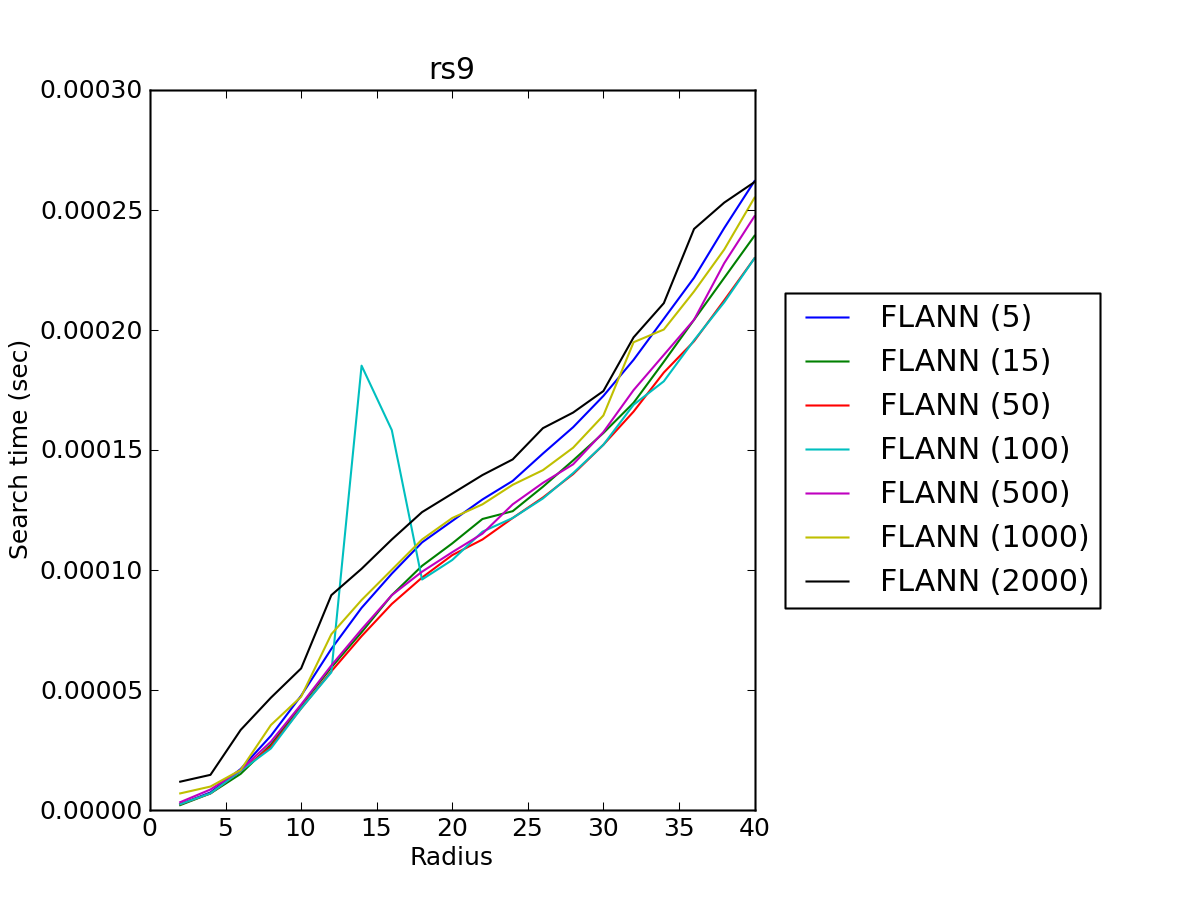 rs9
0.00030
0.00025
0.00020
0.00015
0.00010
0.00005
0.00000
Search time (sec)
0 5 10 15 20 25 30 35 40
Radius
FLANN (5)
FLANN (15)
FLANN (50)
FLANN (100)
FLANN (500)
FLANN (1000)
FLANN (2000)